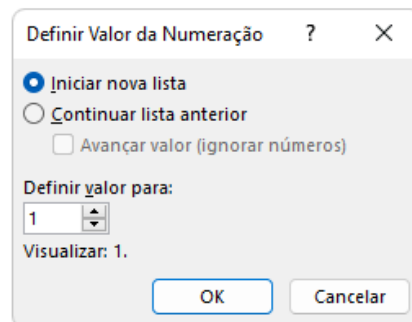 Definir Valor da Numeração ?
Iniciar nova lista
Continuar lista anterior
Avançar valor (ignorar números)
Definir valor para:
1
Visualizar: 1.
OK Cancelar